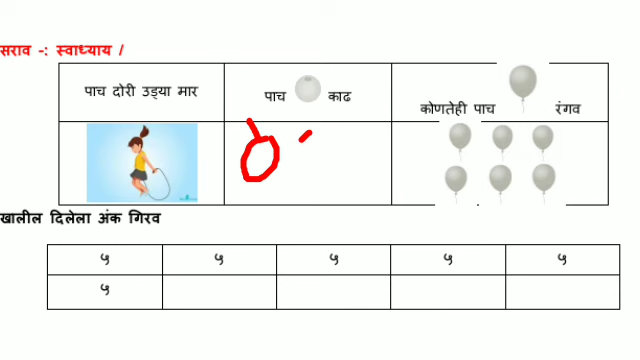 सराव -: स्वाध्याय /
पाच दोरी उड्या मार
पाच काढ
कोणतेही पाच रंगव
खालील दिलेला अंक गिरव
५ ५ ५ ५ ५
५